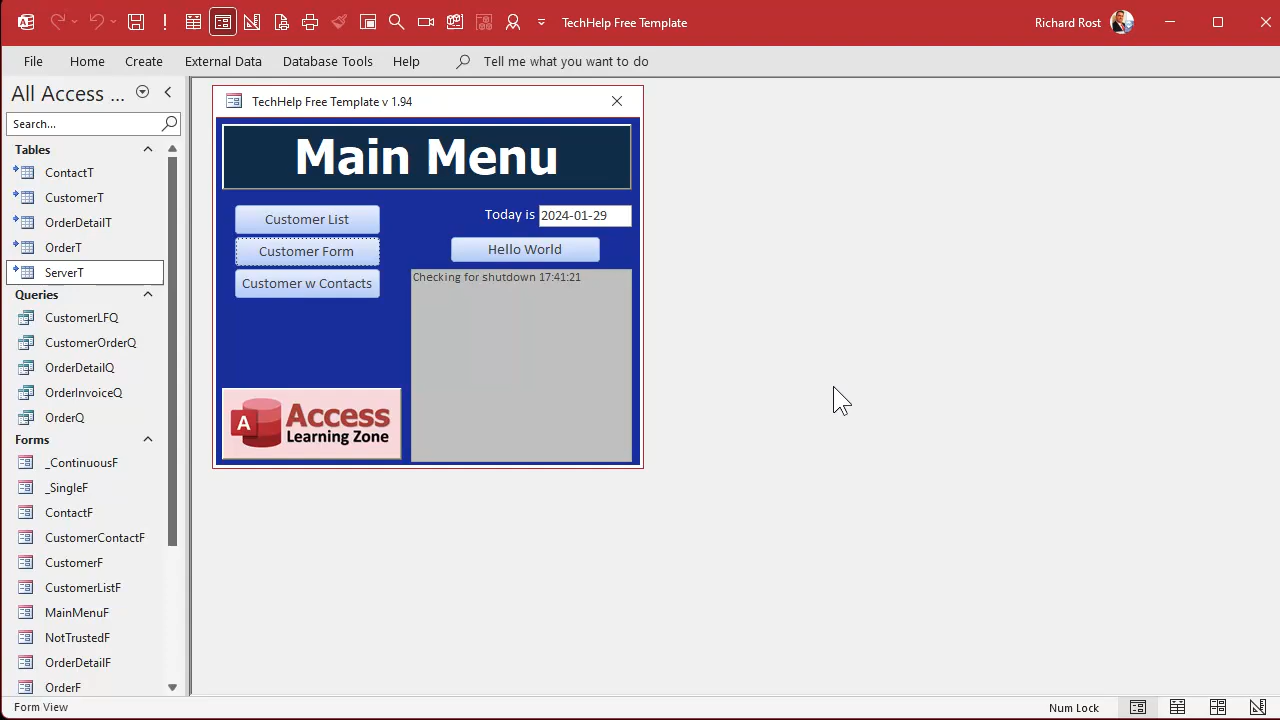 TechHelp Free Template
Richard Rost
File
Home
Create
External Data
Database Tools
Help
Tell me what you want to do
All Access ...
Search...
Tables
ContactT
CustomerT
OrderDetailT
OrderT
ServerT
Queries
CustomerLFQ
CustomerOrderQ
OrderDetailQ
OrderInvoiceQ
OrderQ
Forms
_ContinuousF
_SingleF
ContactF
CustomerContactF
CustomerF
CustomerListF
MainMenuF
NotTrustedF
OrderDetailF
OrderF
TechHelp Free Template v 1.94
Main Menu
Customer List
Customer Form
Customer w Contacts
Today is 2024-01-29
Hello World
Checking for shutdown 17:41:21
A
Access
Learning Zone
Form View
Num Lock